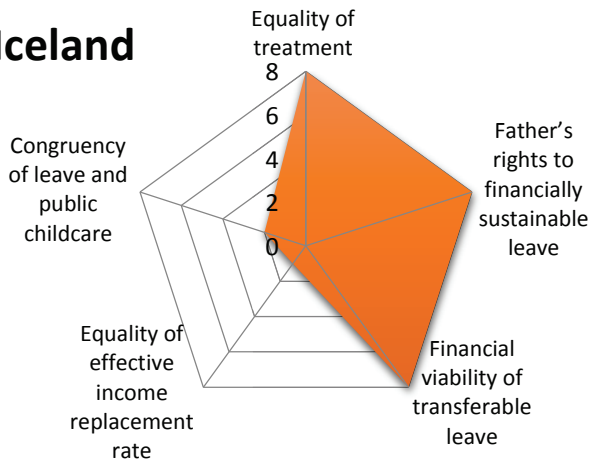 Iceland
Equality of
treatment
8
6
4
2
0
Father's
rights to
financially
sustainable
leave
Financial
viability of
transferable
leave
Equality of
effective
income
replacement
rate
Congruency
of leave and
public
childcare